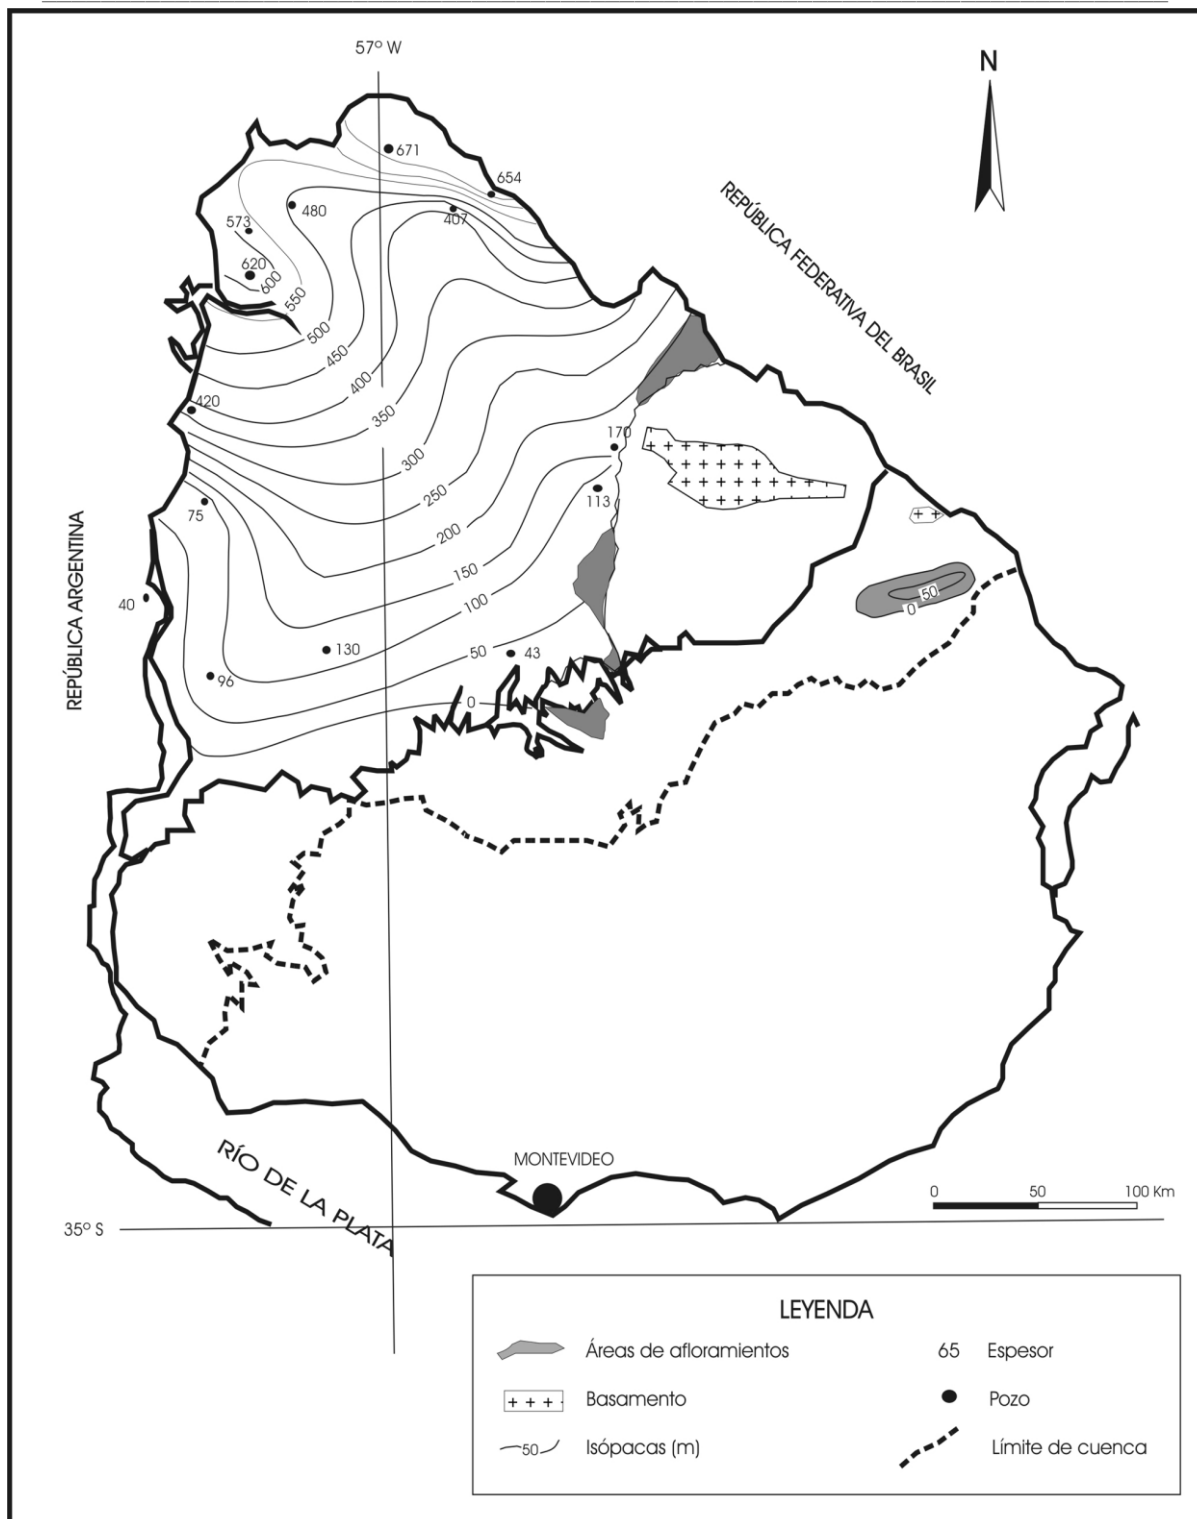 57º W
N
671
654
480
407
573
620
600
550
500
450
400
350
300
250
200
150
100
50
0
420
170
113
75
40
130
96
43
0
50
REPÚBLICA FEDERATIVA DEL BRASIL
REPÚBLICA ARGENTINA
RÍO DE LA PLATA
MONTEVIDEO
0 50 100 Km
35º S
LEYENDA
Áreas de afloramientos
65 Espesor
Basamento
Pozo
50 Isópacas (m)
Límite de cuenca